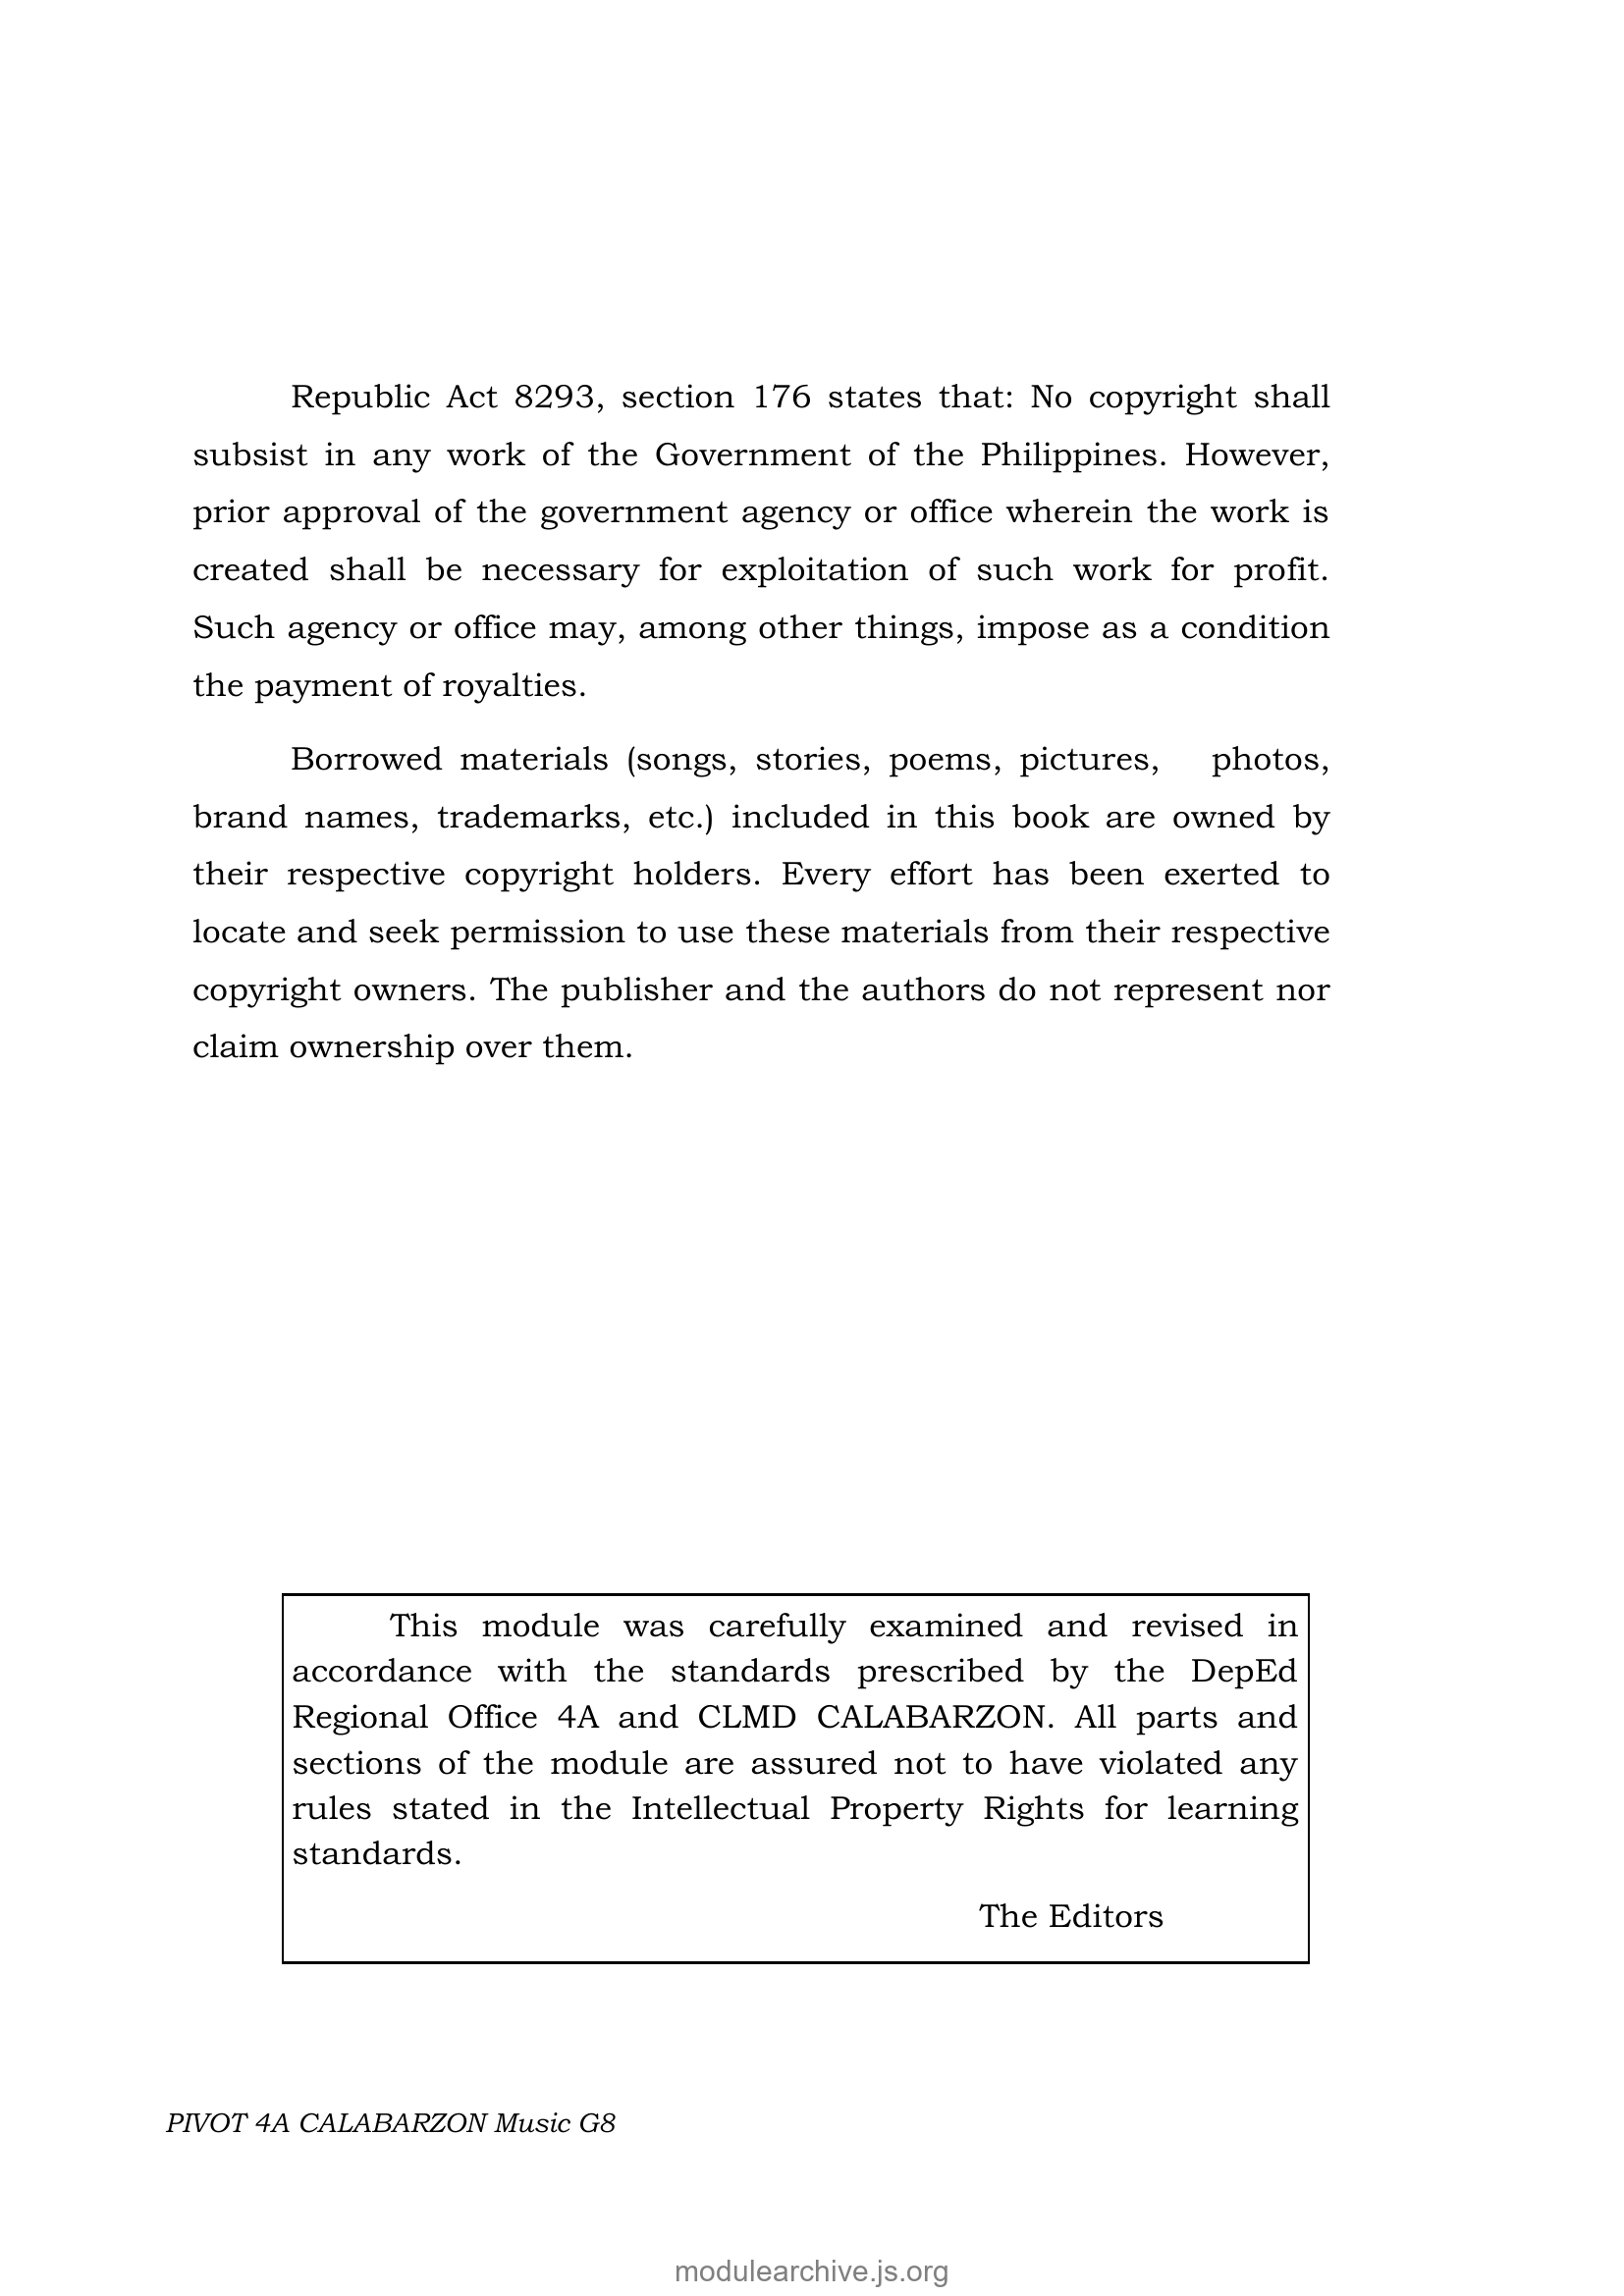 Republic Act 8293, section 176 states that: No copyright shall
subsist in any work of the Government of the Philippines. However,
prior approval of the government agency or office wherein the work is
created shall be necessary for exploitation of such work for profit.
Such agency or office may, among other things, impose as a condition
the payment of royalties.
Borrowed materials (songs, stories, poems, pictures, photos,
brand names, trademarks, etc.) included in this book are owned by
their respective copyright holders. Every effort has been exerted to
locate and seek permission to use these materials from their respective
copyright owners. The publisher and the authors do not represent nor
claim ownership over them.
This module was carefully examined and revised in
accordance with the standards prescribed by the DepEd
Regional Office 4A and CLMD CALABARZON. All parts and
sections of the module are assured not to have violated any
rules stated in the Intellectual Property Rights for learning
standards.
The Editors
PIVOT 4A CALABARZON Music G8
modulearchive.js.org